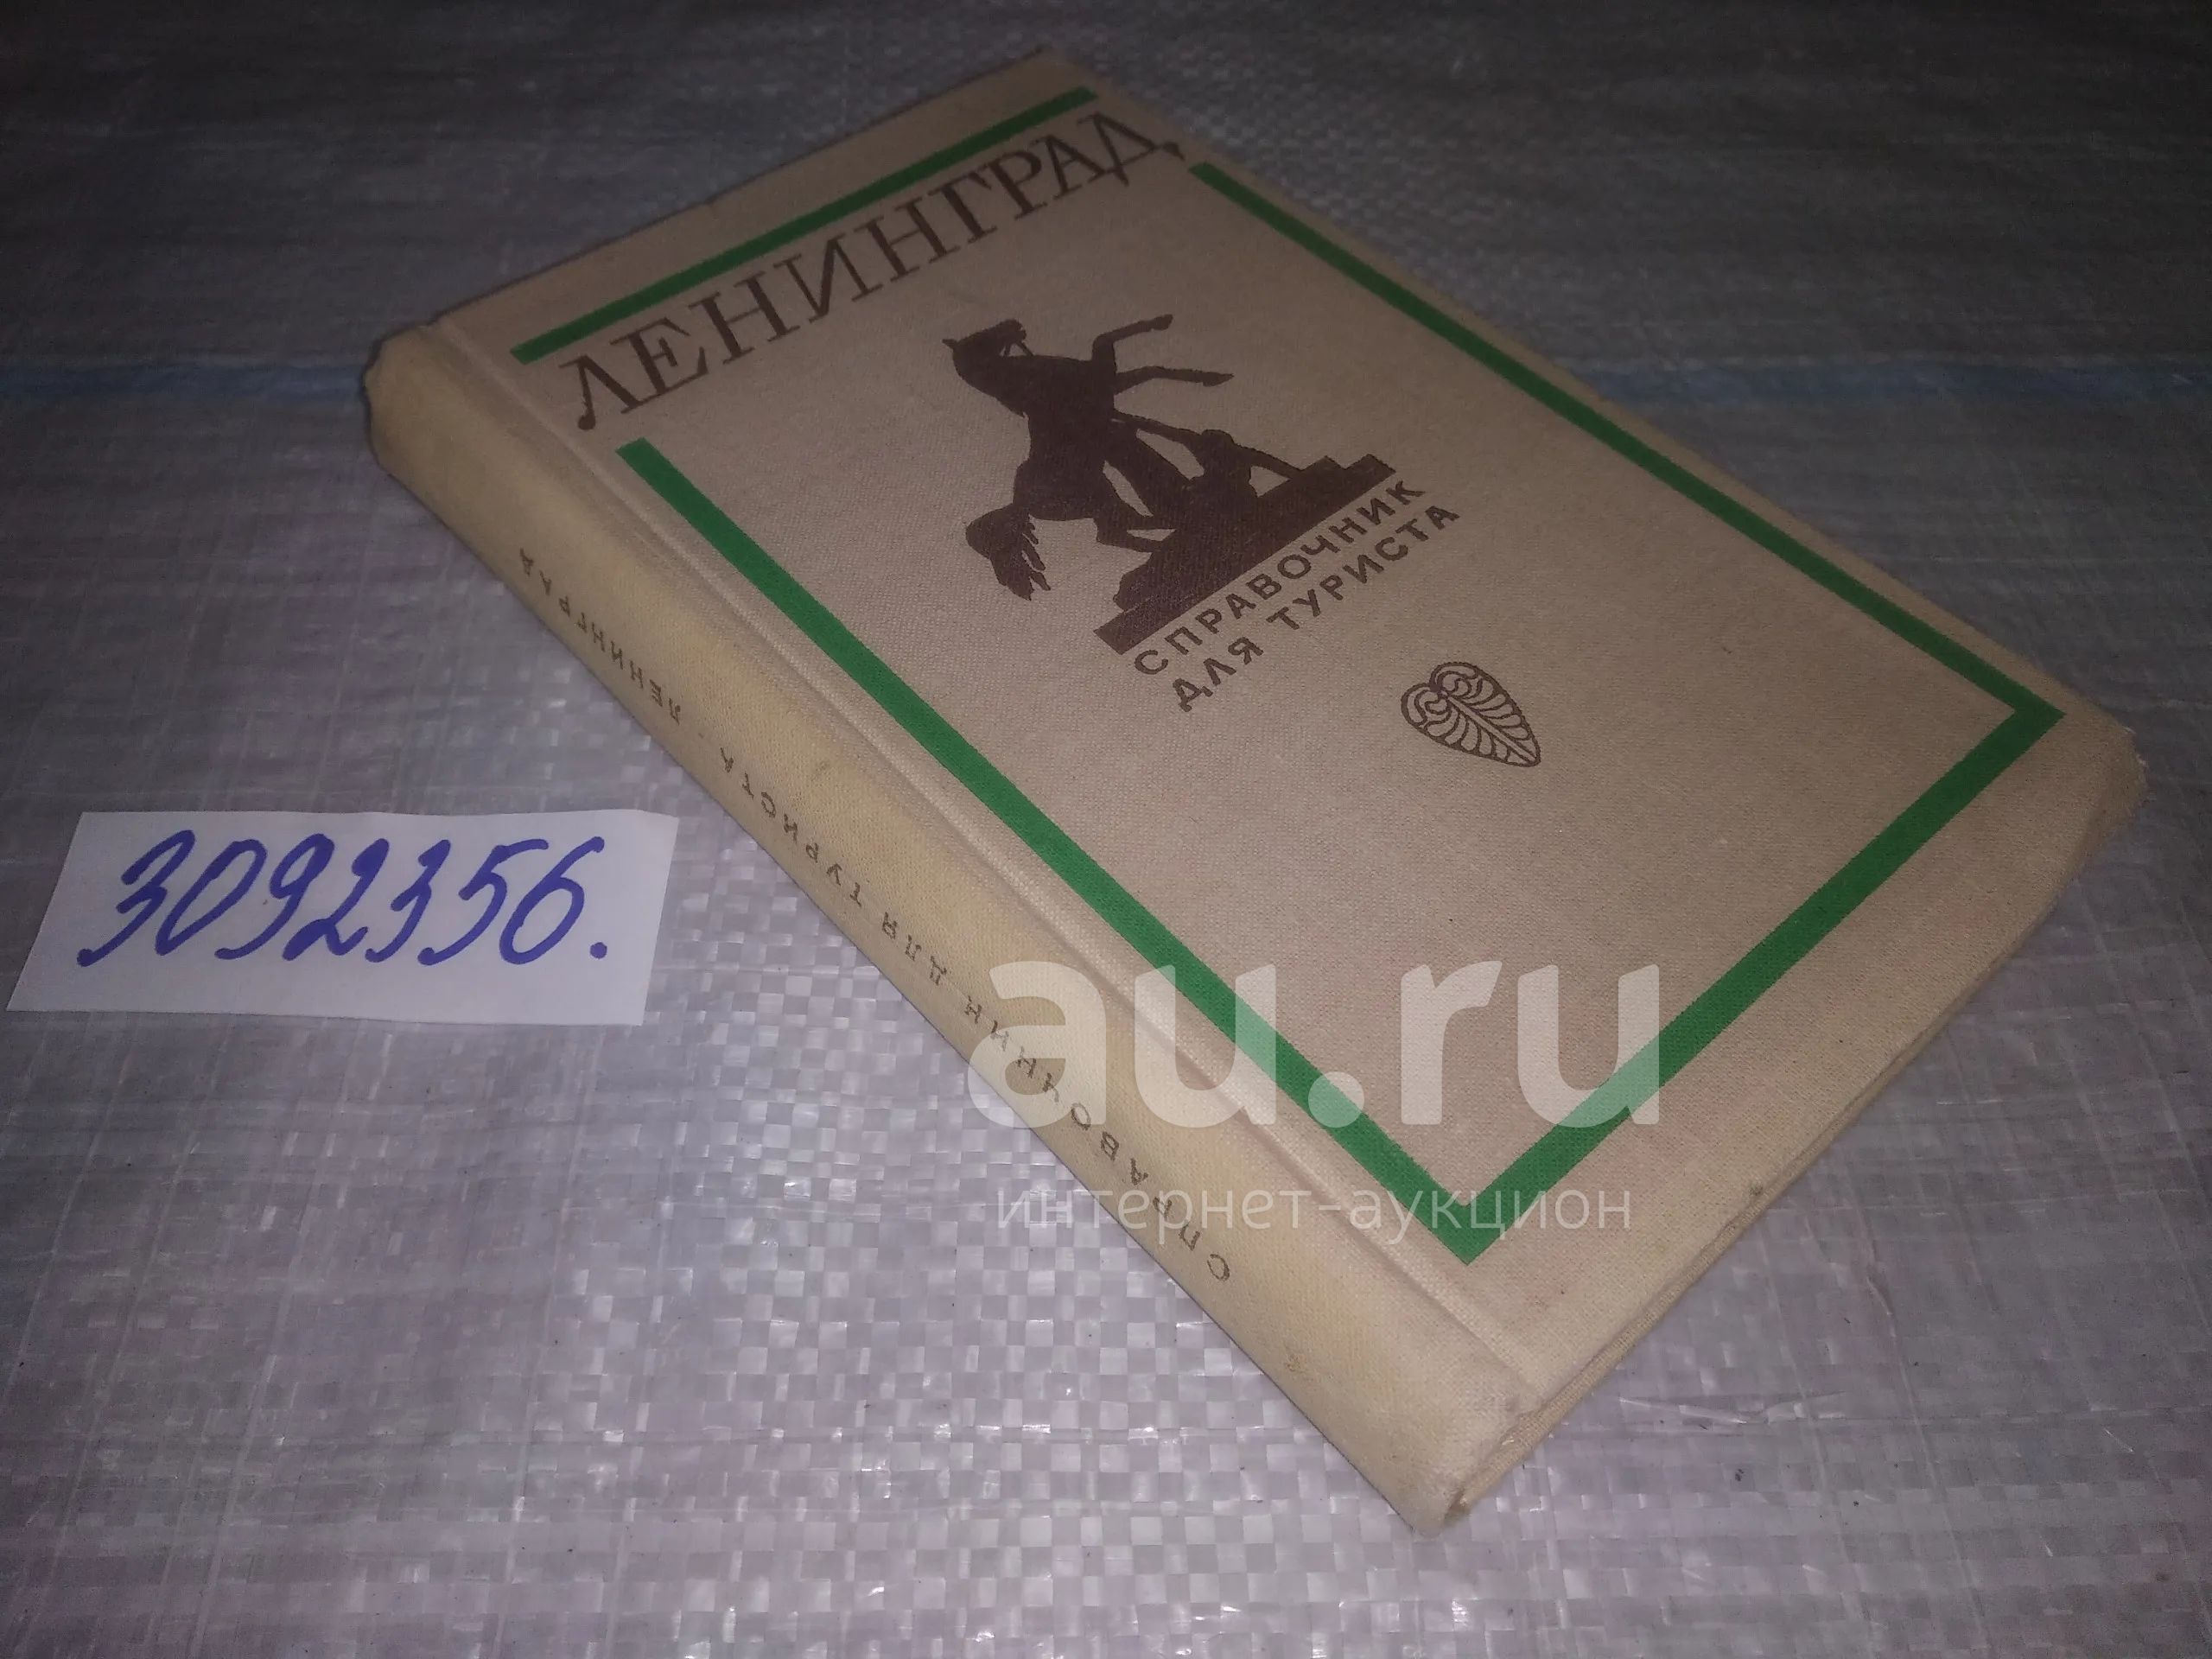 ЛЕНИНГРАД
СПРАВОЧНИК
ДЛЯ ТУРИСТА
СПРАВОЧНИК ДЛЯ ТУРИСТА ЛЕНИНГРАД
3092356.
au.ru
интернет-аукцион